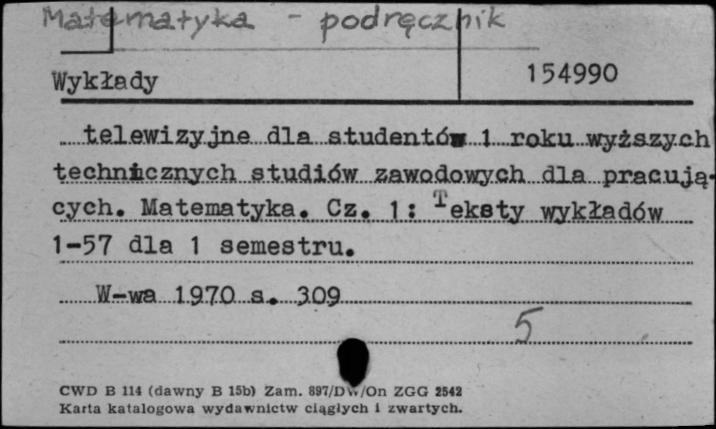 Matematyka - podręcznik
Wykłady 154990
telewizyjne dla studentów 1 roku wyższych
technicznych studiów zawodowych dla pracują-
cych. Matematyka. Cz. 1: Teksty wykładów
1-57 dla 1 semestru.
W-wa 1970 s. 309
5
CWD B 114 (dawny B 15b) Zam. 897/DW/On ZGG 2542
Karta katalogowa wydawnictw ciągłych i zwartych.